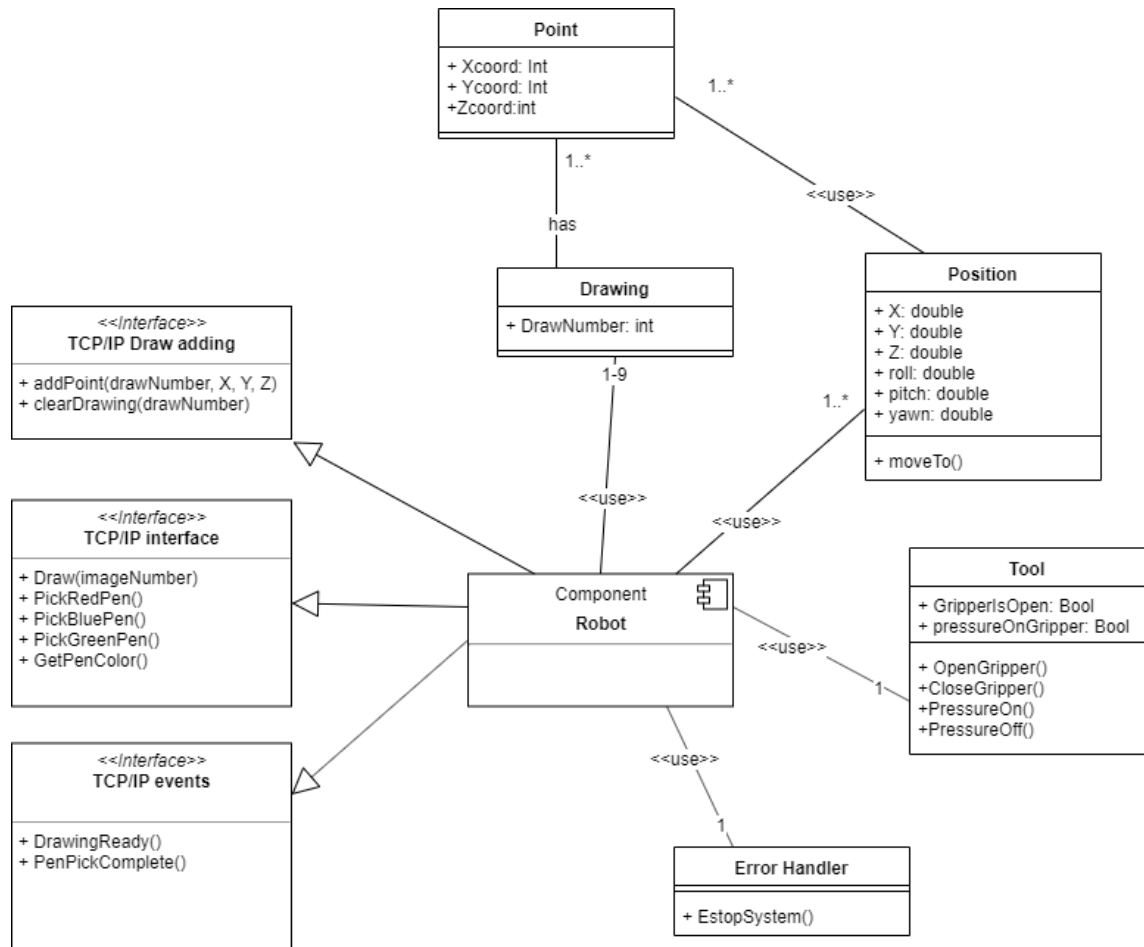 Point
+ Xcoord: Int
+ Ycoord: Int
+Zcoord:int
1..*
1..*
<<use>>
has
Drawing
+ DrawNumber: int
1-9
<<use>>
Position
+ X: double
+ Y: double
+ Z: double
+ roll: double
+ pitch: double
+ yawn: double
+ moveTo()
1..*
<<use>>
<<Interface>>
TCP/IP Draw adding
+ addPoint(drawNumber, X, Y, Z)
+ clearDrawing(drawNumber)
<<Interface>>
TCP/IP interface
+ Draw(imageNumber)
+ PickRedPen()
+ PickBluePen()
+ PickGreenPen()
+ GetPenColor()
Component
Robot
<<use>>
1
Tool
+ GripperIsOpen: Bool
+ pressureOnGripper: Bool
+ OpenGripper()
+CloseGripper()
+PressureOn()
+PressureOff()
<<Interface>>
TCP/IP events
+ DrawingReady()
+ PenPickComplete()
<<use>>
1
Error Handler
+ EstopSystem()